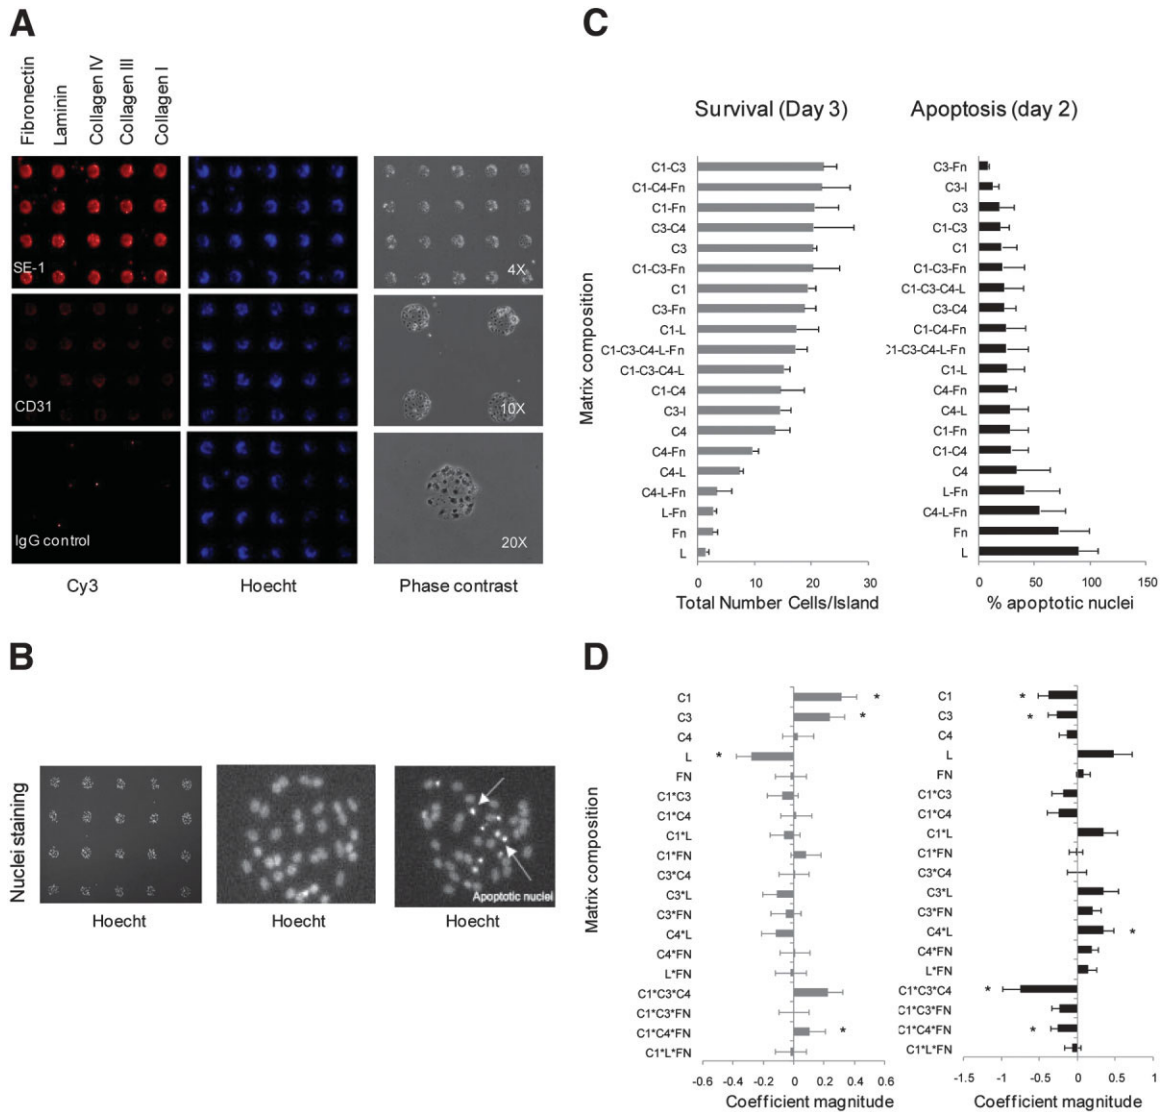 A
Fibronectin
Laminin
Collagen IV
Collagen III
Collagen I
SE-1
4X
CD31
10X
IgG control
20X
Cy3
Hoecht
Phase contrast
B
Nuclei staining
Apoptotic nuclei
Hoecht
Hoecht
Hoecht
C
Survival (Day 3)
Matrix composition
C1-C3
C1-C4-Fn
C1-Fn
C3-C4
C3
C1-C3-Fn
C1
C3-Fn
C1-L
C1-C3-C4-L-Fn
C1-C3-C4-L
C1-C4
C3-l
C4
C4-Fn
C4-L
C4-L-Fn
L-Fn
Fn
L
0 10 20 30
Total Number Cells/Island
Apoptosis (day 2)
C3-Fn
C3-l
C3
C1-C3
C1
C1-C3-Fn
C1-C3-C4-L
C3-C4
C1-C4-Fn
C1-C3-C4-L-Fn
C1-L
C4-Fn
C4-L
C1-Fn
C1-C4
C4
L-Fn
C4-L-Fn
Fn
L
0 50 100 150
% apoptotic nuclei
D
Matrix composition
C1 *
C3 *
C4
L *
FN
C1*C3
C1*C4
C1*L
C1*FN
C3*C4
C3*L
C3*FN
C4*L
C4*FN
L*FN
C1*C3*C4
C1*C3*FN
C1*C4*FN *
C1*L*FN
-0.6 -0.2 0 0.2 0.6
Coefficient magnitude
C1 *
C3 *
C4
L
FN
C1*C3
C1*C4
C1*L
C1*FN
C3*C4
C3*L
C3*FN
C4*L *
C4*FN
L*FN
C1*C3*C4 *
C1*C3*FN
C1*C4*FN *
C1*L*FN
-1.5 -1 -0.5 0 0.5 1
Coefficient magnitude